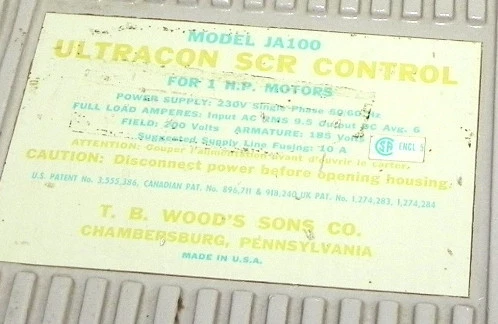 MODEL JA100
ULTRACON SCR CONTROL
FOR 1 H.P. MOTORS
POWER SUPPLY: 230V Single Phase 50/60 Hz
FULL LOAD AMPERES: Input AC RMS 9.5 Output DC Avg. 6
FIELD: 200 Volts ARMATURE: 185 Volts
Suggested Supply Line Fusing: 10 A
SA ENCL 5
ATTENTION: Couper l'alimentation avant d'ouvrir le carter,
CAUTION: Disconnect power before opening housing.
U.S. PATENT No. 3,555,386, CANADIAN PAT. No. 896,711 & 918,240, UK PAT. No. 1,274,283, 1,274,284
T. B. WOOD'S SONS CO.
CHAMBERSBURG, PENNSYLVANIA
MADE IN U.S.A.